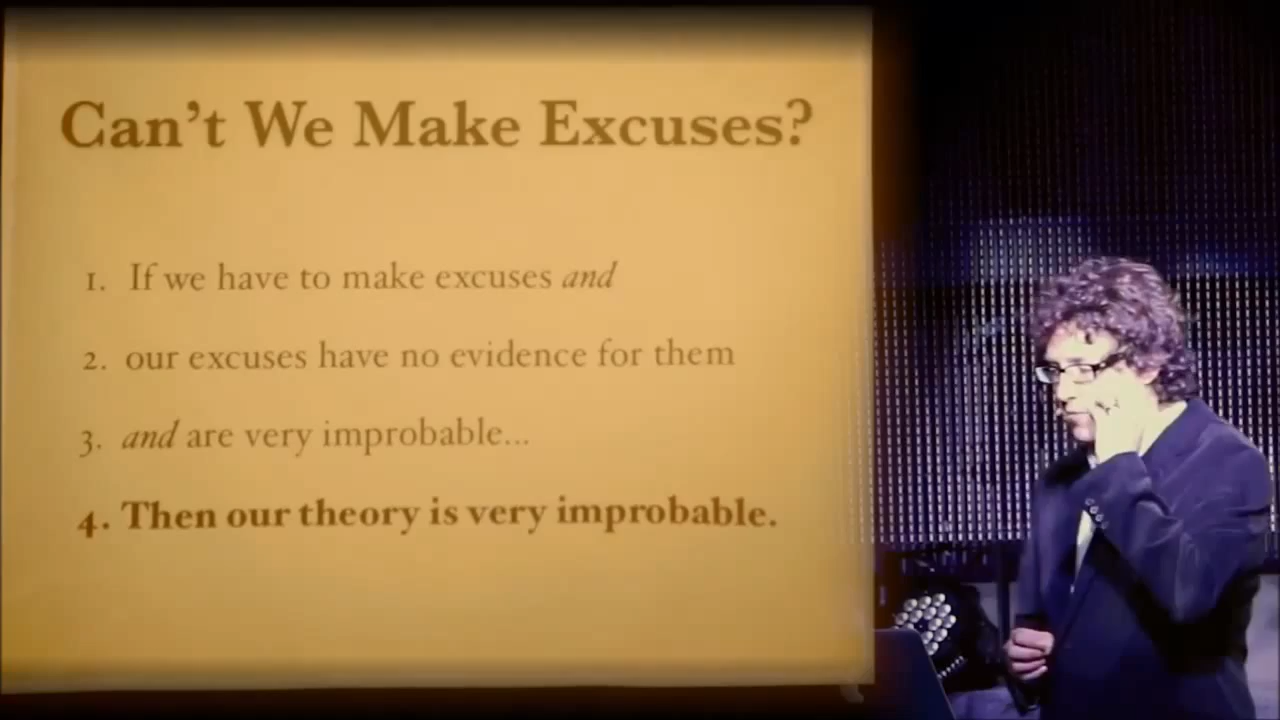 Can't We Make Excuses?
1. If we have to make excuses and
2. our excuses have no evidence for them
3. and are very improbable...
4. Then our theory is very improbable.